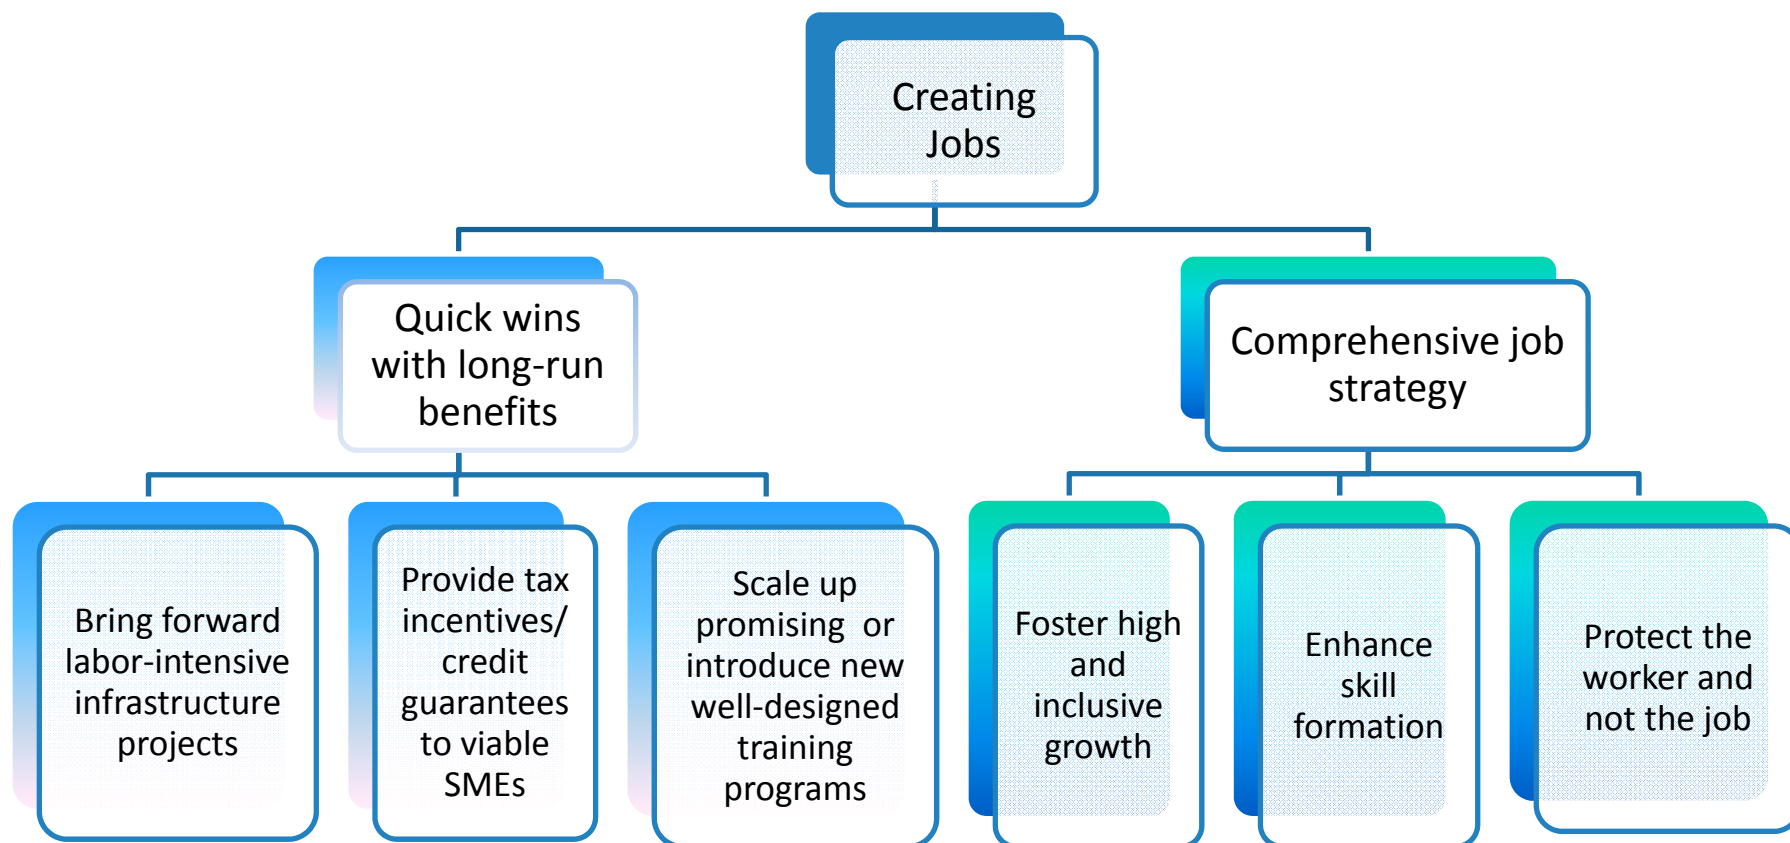 Creating
Jobs
Quick wins
with long-run
benefits
Comprehensive job
strategy
Bring forward
labor-intensive
infrastructure
projects
Provide tax
incentives/
credit
guarantees
to viable
SMEs
Scale up
promising or
introduce new
well-designed
training
programs
Foster high
and
inclusive
growth
Enhance
skill
formation
Protect the
worker and
not the job